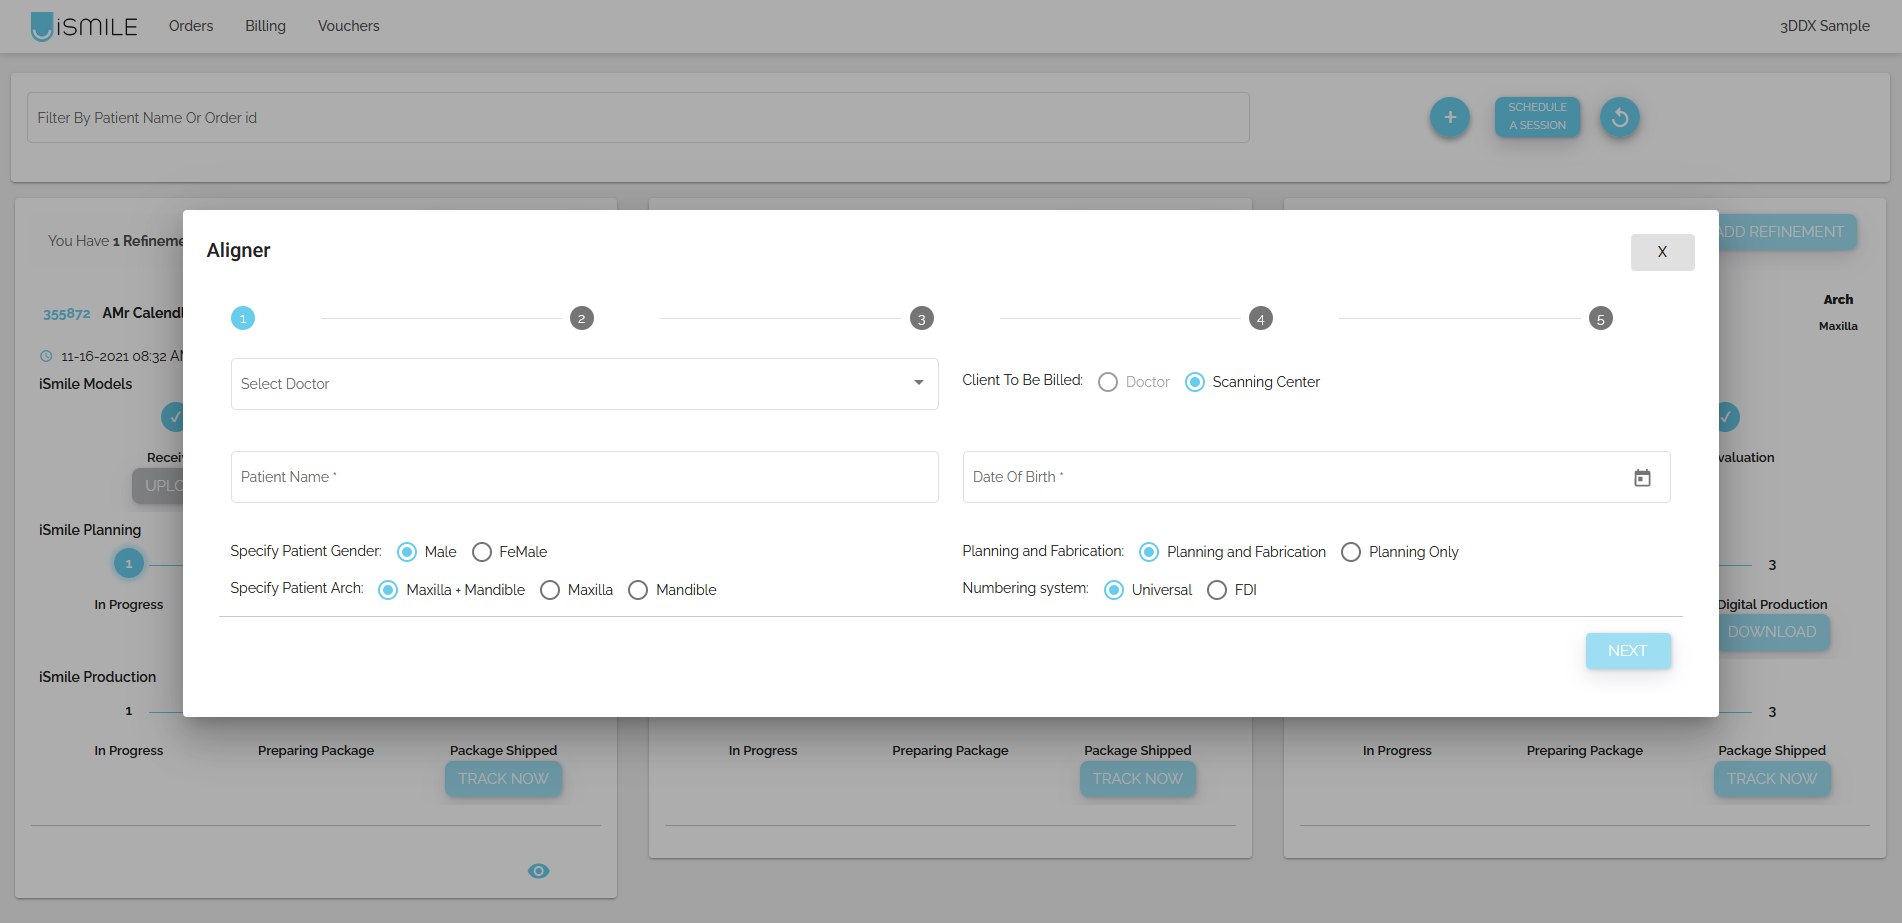 iSMILE Orders Billing Vouchers 3DDX Sample
Filter By Patient Name Or Order id
+ SCHEDULE
A SESSION
You Have 1 Refineme
ADD REFINEMENT
Aligner X
1 2 3 4 5
355872 AMr Calendl
Arch
Maxilla
11-16-2021 08:32 AM
iSmile Models
Select Doctor
Client To Be Billed: Doctor Scanning Center
Recei
UPLO
valuation
Patient Name *
Date Of Birth *
iSmile Planning
1
In Progress
Specify Patient Gender: Male FeMale
Planning and Fabrication: Planning and Fabrication Planning Only
Specify Patient Arch: Maxilla + Mandible Maxilla Mandible
Numbering system: Universal FDI
3
Digital Production
DOWNLOAD
NEXT
iSmile Production
1 3
In Progress Preparing Package Package Shipped
TRACK NOW
In Progress Preparing Package Package Shipped
TRACK NOW
In Progress Preparing Package Package Shipped
TRACK NOW